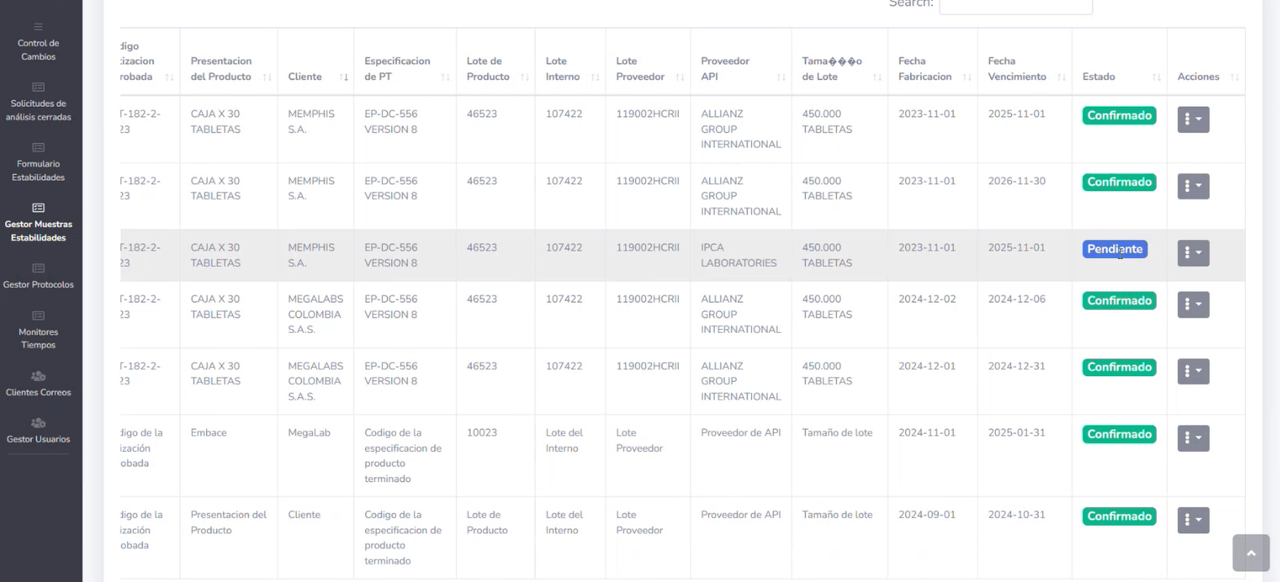 Control de
Cambios
Solicitudes de
análisis cerradas
Formulario
Estabilidades
Gestor Muestras
Estabilidades
Gestor Protocolos
Monitores
Tiempos
Clientes Correos
Gestor Usuarios
Search:
digo
ización
robada
Presentacion
del Producto
Cliente
Especificacion
de PT
Lote de
Producto
Lote
Interno
Lote
Proveedor
Proveedor
API
Tama���o
de Lote
Fecha
Fabricacion
Fecha
Vencimiento
Estado
Acciones
T-182-2-
23
CAJA X 30
TABLETAS
MEMPHIS
S.A.
EP-DC-556
VERSION 8
46523
107422
119002HCRII
ALLIANZ
GROUP
INTERNATIONAL
450.000
TABLETAS
2023-11-01
2025-11-01
Confirmado
T-182-2-
23
CAJA X 30
TABLETAS
MEMPHIS
S.A.
EP-DC-556
VERSION 8
46523
107422
119002HCRII
ALLIANZ
GROUP
INTERNATIONAL
450.000
TABLETAS
2023-11-01
2026-11-30
Confirmado
T-182-2-
23
CAJA X 30
TABLETAS
MEMPHIS
S.A.
EP-DC-556
VERSION 8
46523
107422
119002HCRII
IPCA
LABORATORIES
450.000
TABLETAS
2023-11-01
2025-11-01
Pendiente
T-182-2-
23
CAJA X 30
TABLETAS
MEGALABS
COLOMBIA
S.A.S.
EP-DC-556
VERSION 8
46523
107422
119002HCRII
ALLIANZ
GROUP
INTERNATIONAL
450.000
TABLETAS
2024-12-02
2024-12-06
Confirmado
T-182-2-
23
CAJA X 30
TABLETAS
MEGALABS
COLOMBIA
S.A.S.
EP-DC-556
VERSION 8
46523
107422
119002HCRII
ALLIANZ
GROUP
INTERNATIONAL
450.000
TABLETAS
2024-12-31
2024-12-31
Confirmado
digo de la
ización
obada
Embace
MegaLab
Codigo de la
especificacion de
producto
terminado
10023
Lote del
Interno
Lote
Proveedor
Proveedor de API
Tamaño de lote
2024-11-01
2025-01-31
Confirmado
digo de la
ización
obada
Presentacion del
Producto
Cliente
Codigo de la
especificacion de
producto
terminado
Lote de
Producto
Lote del
Interno
Lote
Proveedor
Proveedor de API
Tamaño de lote
2024-09-01
2024-10-31
Confirmado